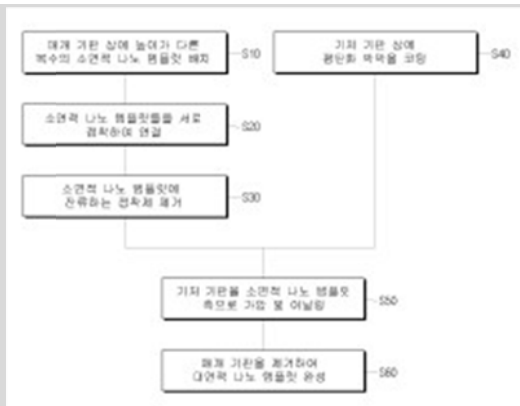 매개 기판 상에 높이가 다른
복수의 소면적 나노 템플릿 배치
S10
기저 기판 상에
평탄화 박막을 코팅
S40
소면적 나노 템플릿들을 서로
접착하여 연결
S20
소면적 나노 템플릿에
잔류하는 접착제 제거
S30
기저 기판을 소면적 나노 템플릿
측으로 가압 및 어닐링
S50
매개 기판을 제거하여
대면적 나노 템플릿 완성
S60